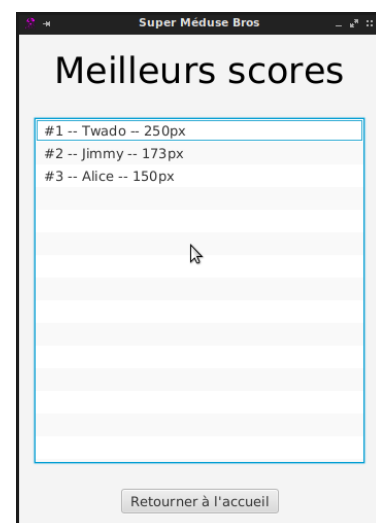 Super Méduse Bros
Meilleurs scores
#1 -- Twado -- 250px
#2 -- Jimmy -- 173px
#3 -- Alice -- 150px
Retourner à l'accueil